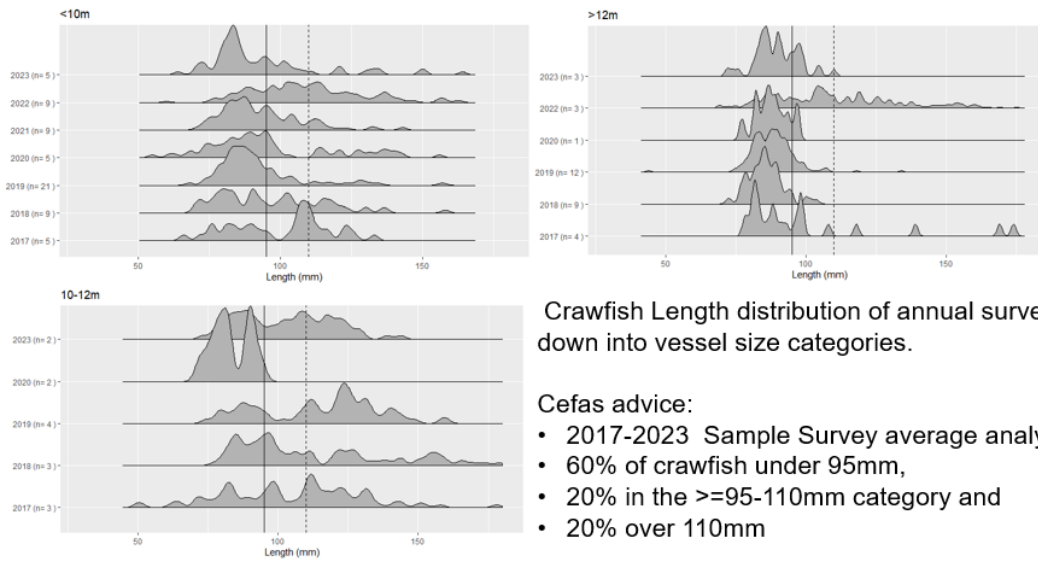 <10m
2023 (n= 5 )
2022 (n= 9 )
2021 (n= 9 )
2020 (n= 5 )
2019 (n= 21 )
2018 (n= 9 )
2017 (n= 5 )
50 100 150
Length (mm)
>12m
2023 (n= 3 )
2022 (n= 3 )
2020 (n= 1 )
2019 (n= 12 )
2018 (n= 9 )
2017 (n= 4 )
50 100 150
Length (mm)
10-12m
2023 (n= 2 )
2020 (n= 2 )
2019 (n= 4 )
2018 (n= 3 )
2017 (n= 3 )
50 100 150
Length (mm)
Crawfish Length distribution of annual surve
down into vessel size categories.
Cefas advice:
• 2017-2023 Sample Survey average analy
• 60% of crawfish under 95mm,
• 20% in the >=95-110mm category and
• 20% over 110mm